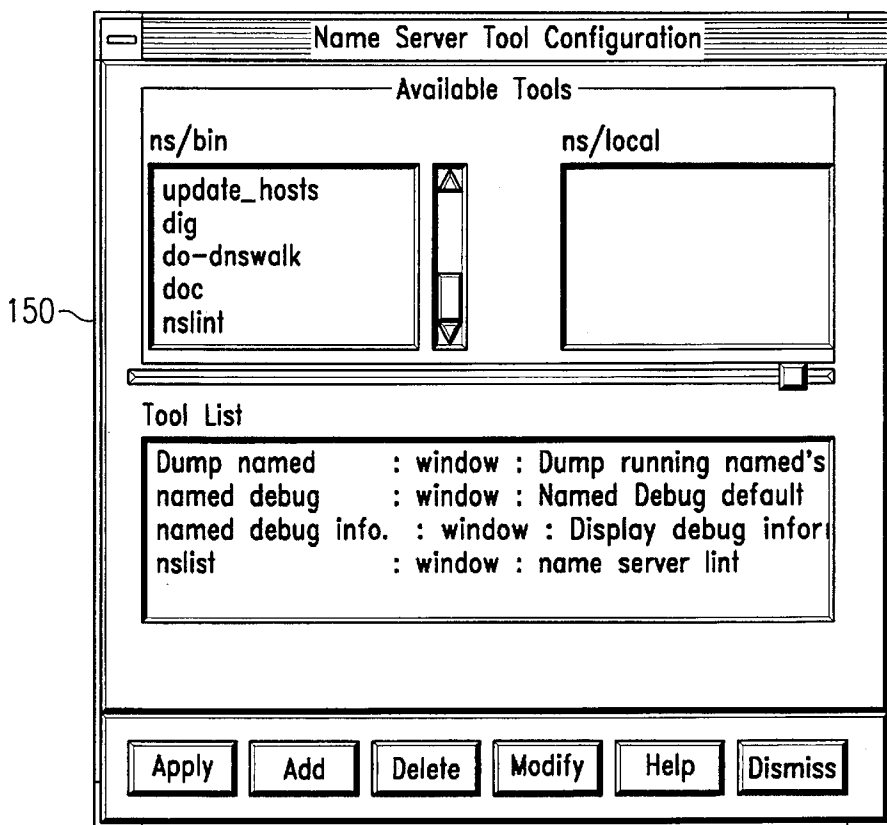 Name Server Tool Configuration
Available Tools
ns/bin
ns/local
update_hosts
dig
do-dnswalk
doc
nslint
150
Tool List
Dump named : window : Dump running named's
named debug : window : Named Debug default
named debug info. : window : Display debug infor
nslist : window : name server lint
Apply Add Delete Modify Help Dismiss